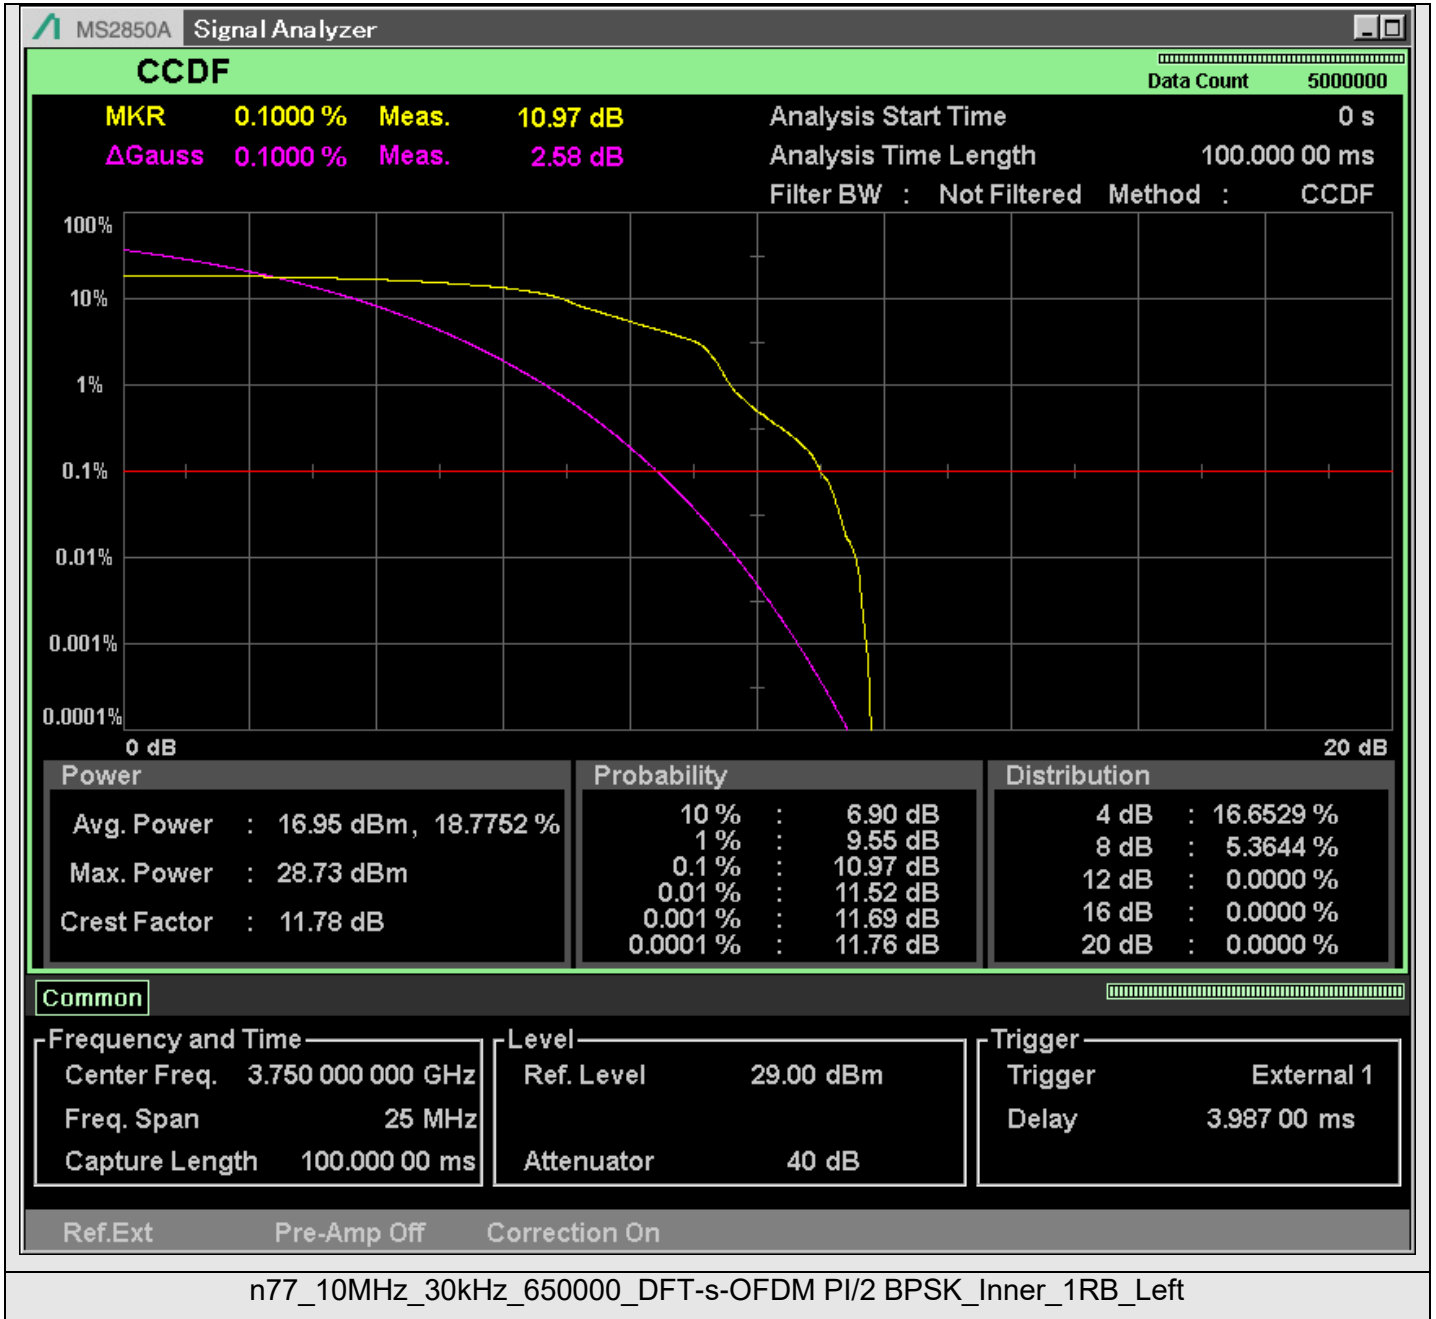 MS2850A Signal Analyzer
CCDF
Data Count 5000000
MKR 0.1000 % Meas. 10.97 dB
ΔGauss 0.1000 % Meas. 2.58 dB
Analysis Start Time 0 s
Analysis Time Length 100.000 00 ms
Filter BW : Not Filtered Method : CCDF
100%
10%
1%
0.1%
0.01%
0.001%
0.0001%
0 dB 20 dB
Power
Avg. Power : 16.95 dBm, 18.7752 %
Max. Power : 28.73 dBm
Crest Factor : 11.78 dB
Probability
10 % : 6.90 dB
1 % : 9.55 dB
0.1 % : 10.97 dB
0.01 % : 11.52 dB
0.001 % : 11.69 dB
0.0001 % : 11.76 dB
Distribution
4 dB : 16.6529 %
8 dB : 5.3644 %
12 dB : 0.0000 %
16 dB : 0.0000 %
20 dB : 0.0000 %
Common
Frequency and Time
Center Freq. 3.750 000 000 GHz
Freq. Span 25 MHz
Capture Length 100.000 00 ms
Level
Ref. Level 29.00 dBm
Attenuator 40 dB
Trigger
Trigger External 1
Delay 3.987 00 ms
Ref.Ext Pre-Amp Off Correction On
n77_10MHz_30kHz_650000_DFT-s-OFDM PI/2 BPSK_Inner_1RB_Left